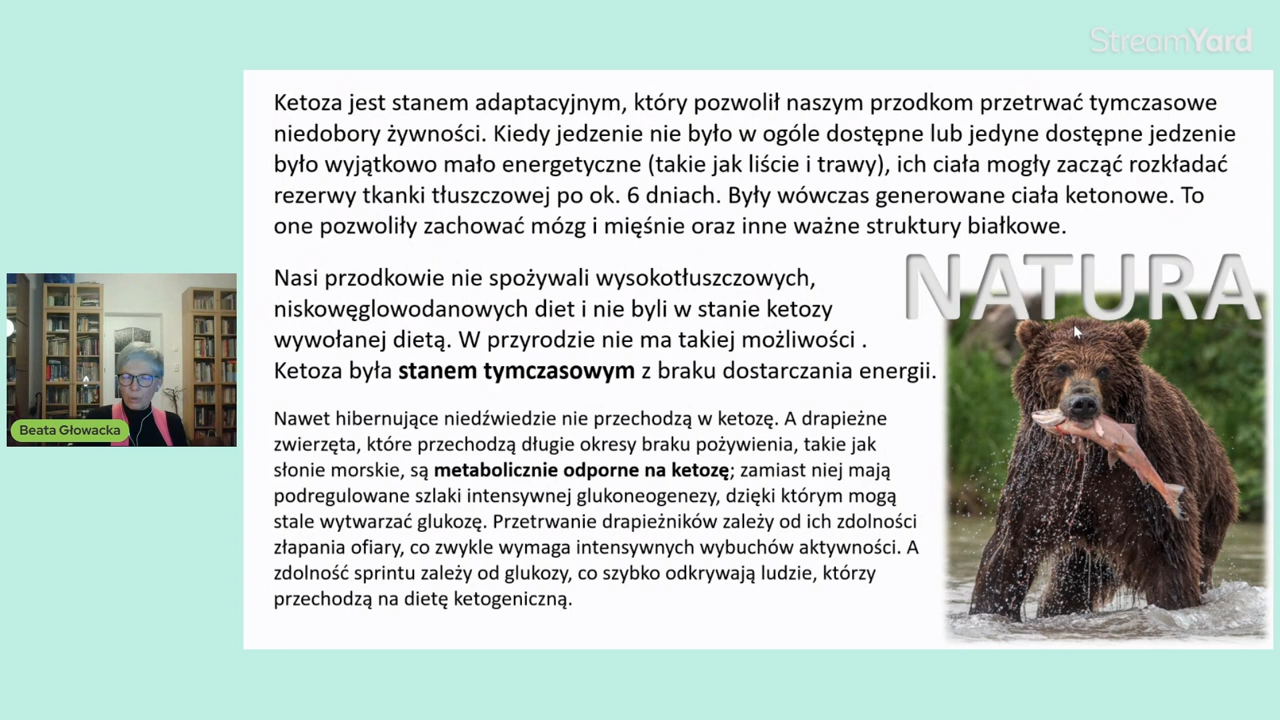 StreamYard
Ketoza jest stanem adaptacyjnym, który pozwolił naszym przodkom przetrwać tymczasowe
niedobory żywności. Kiedy jedzenie nie było w ogóle dostępne lub jedyne dostępne jedzenie
było wyjątkowo mało energetyczne (takie jak liście i trawy), ich ciała mogły zacząć rozkładać
rezerwy tkanki tłuszczowej po ok. 6 dniach. Były wówczas generowane ciała ketonowe. To
one pozwoliły zachować mózg i mięśnie oraz inne ważne struktury białkowe.
NATURA
Nasi przodkowie nie spożywali wysokotłuszczowych,
niskowęglowodanowych diet i nie byli w stanie ketozy
wywołanej dietą. W przyrodzie nie ma takiej możliwości .
Ketoza była stanem tymczasowym z braku dostarczania energii.
Nawet hibernujące niedźwiedzie nie przechodzą w ketozę. A drapieżne
zwierzęta, które przechodzą długie okresy braku pożywienia, takie jak
słonie morskie, są metabolicznie odporne na ketozę; zamiast niej mają
podregulowane szlaki intensywnej glukoneogenezy, dzięki którym mogą
stale wytwarzać glukozę. Przetrwanie drapieżników zależy od ich zdolności
złapania ofiary, co zwykle wymaga intensywnych wybuchów aktywności. A
zdolność sprintu zależy od glukozy, co szybko odkrywają ludzie, którzy
przechodzą na dietę ketogeniczną.
Beata Głowacka